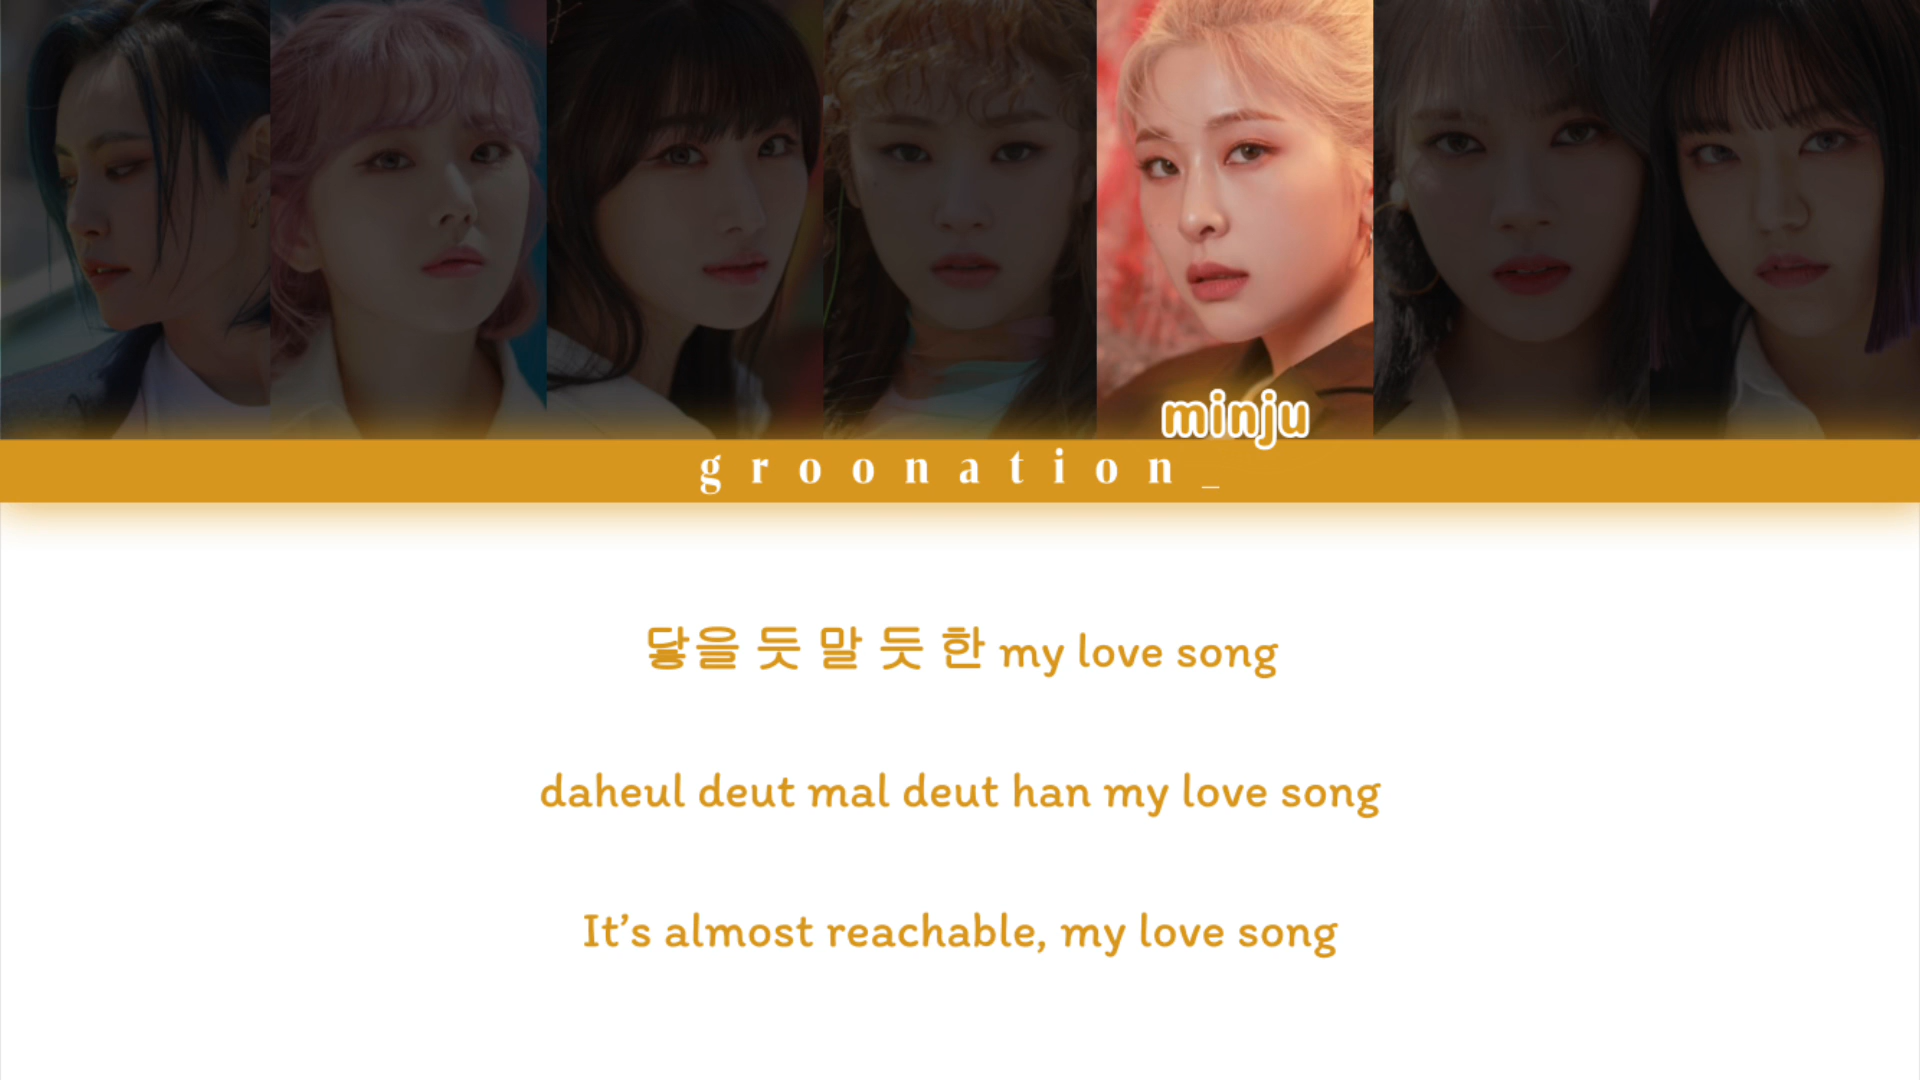 minju
groonation_
닿을 듯 말 듯 한 my love song
daheul deut mal deut han my love song
It’s almost reachable, my love song